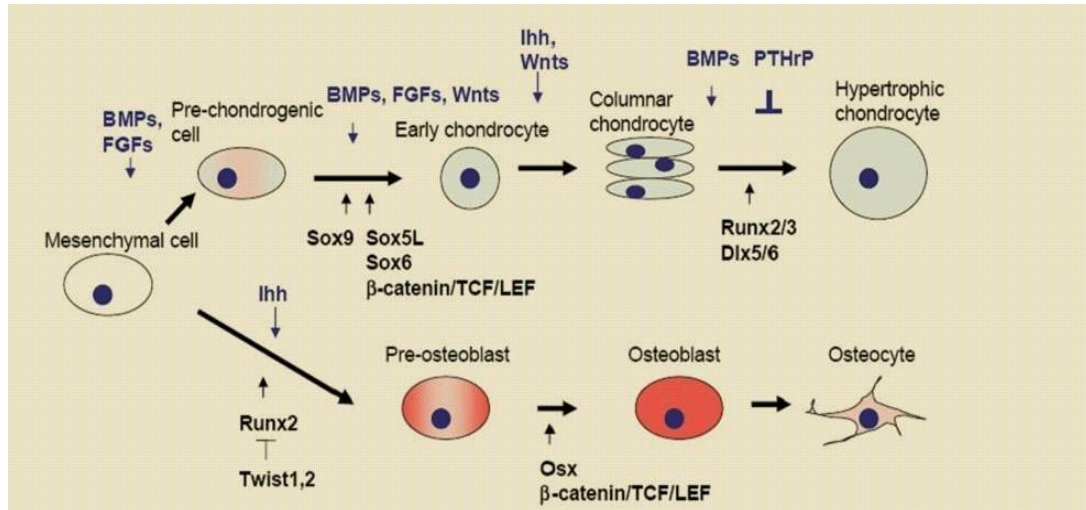 Ihh,
Wnts
BMPs PTHrP
BMPs,
FGFs
Pre-chondrogenic
cell
BMPs, FGFs, Wnts
Early chondrocyte
Columnar
chondrocyte
Hypertrophic
chondrocyte
Mesenchymal cell
Sox9
Sox5L
Sox6
β-catenin/TCF/LEF
Runx2/3
Dlx5/6
Ihh
Pre-osteoblast
Osteoblast
Osteocyte
Runx2
Twist1,2
Osx
β-catenin/TCF/LEF